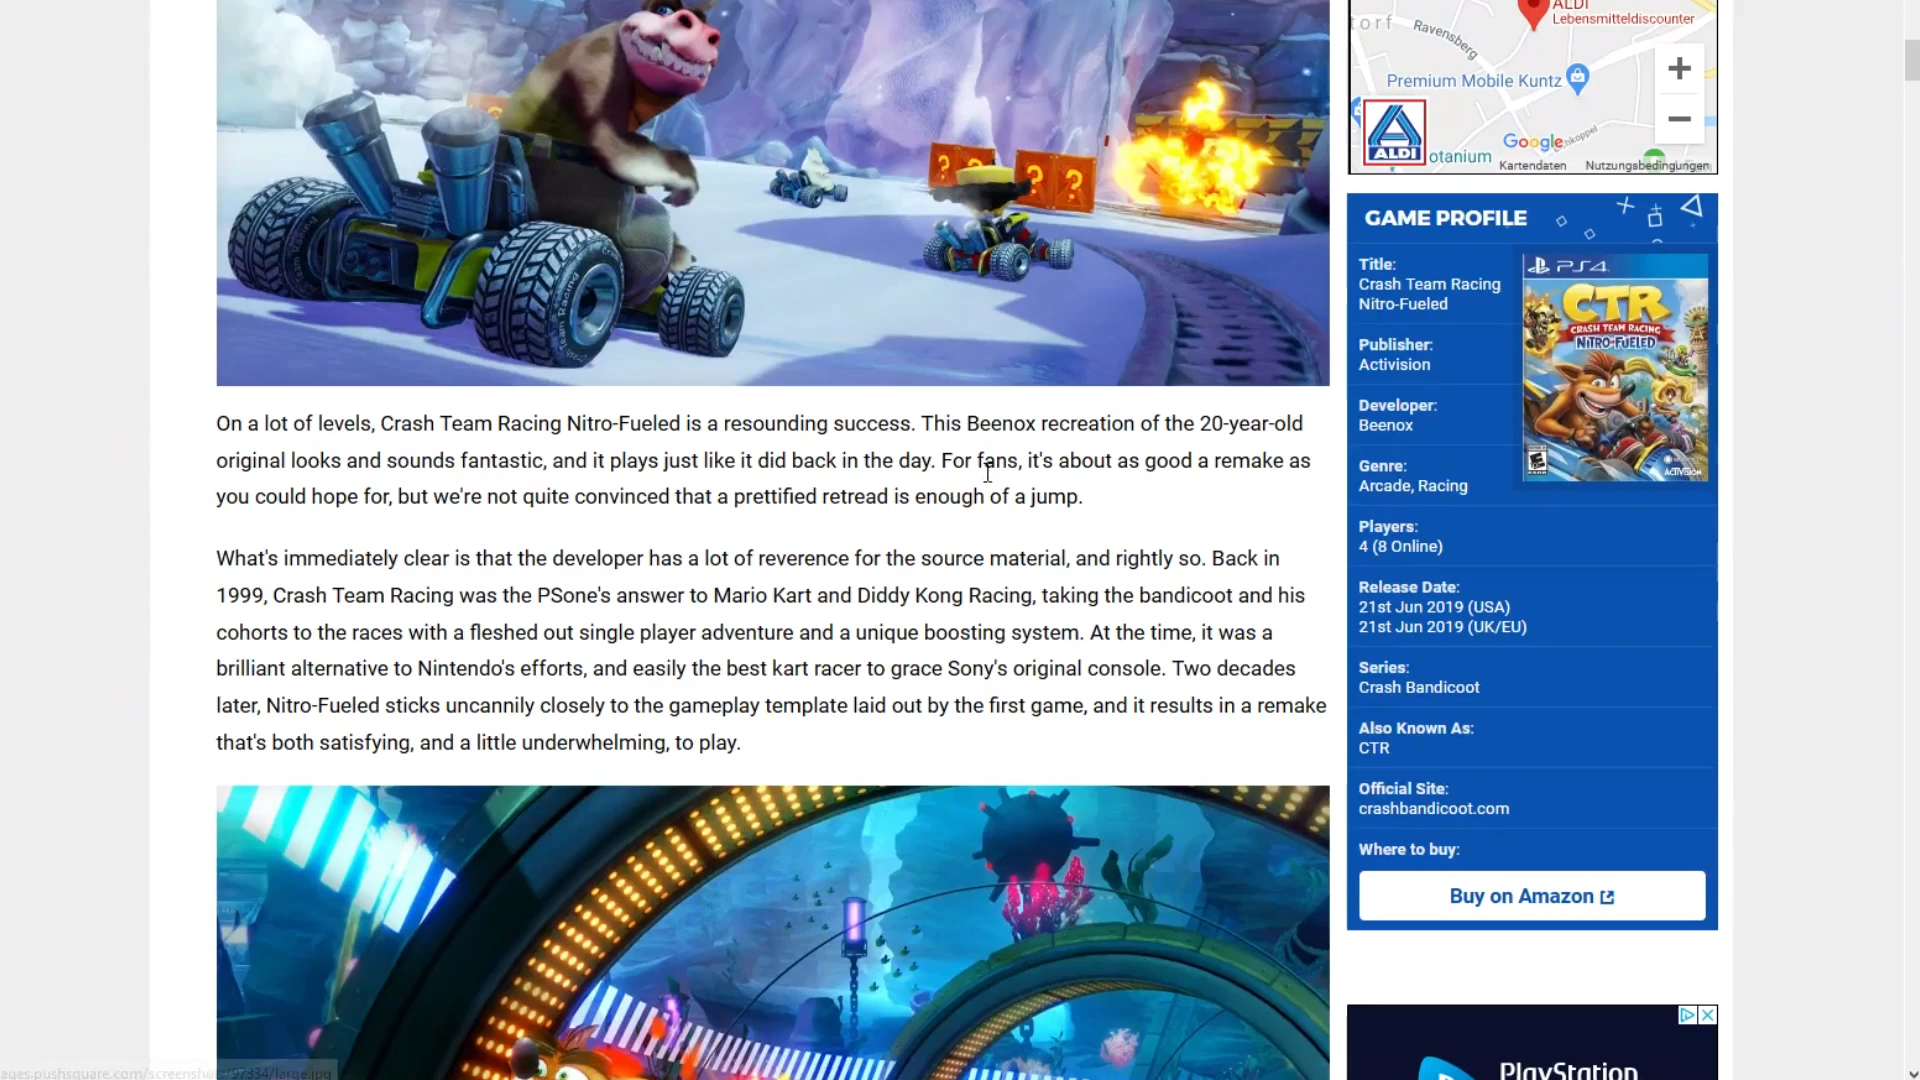 ALDI
Lebensmitteldiscounter
torf
Ravensberg
Premium Mobile Kuntz
ALDI
otanium
Google
hkoppel
Kartendaten
Nutzungsbedingungen
On a lot of levels, Crash Team Racing Nitro-Fueled is a resounding success. This Beenox recreation of the 20-year-old
original looks and sounds fantastic, and it plays just like it did back in the day. For fans, it's about as good a remake as
you could hope for, but we're not quite convinced that a prettified retread is enough of a jump.
What's immediately clear is that the developer has a lot of reverence for the source material, and rightly so. Back in
1999, Crash Team Racing was the PSone's answer to Mario Kart and Diddy Kong Racing, taking the bandicoot and his
cohorts to the races with a fleshed out single player adventure and a unique boosting system. At the time, it was a
brilliant alternative to Nintendo's efforts, and easily the best kart racer to grace Sony's original console. Two decades
later, Nitro-Fueled sticks uncannily closely to the gameplay template laid out by the first game, and it results in a remake
that's both satisfying, and a little underwhelming, to play.
GAME PROFILE
Title:
Crash Team Racing
Nitro-Fueled
PS4
CTR
CRASH TEAM RACING
NITRO-FUELED
ACTIVISION
Publisher:
Activision
Developer:
Beenox
Genre:
Arcade, Racing
Players:
4 (8 Online)
Release Date:
21st Jun 2019 (USA)
21st Jun 2019 (UK/EU)
Series:
Crash Bandicoot
Also Known As:
CTR
Official Site:
crashbandicoot.com
Where to buy:
Buy on Amazon
PlayStation
ages.pushsquare.com/screenshots/97334/large.jpg